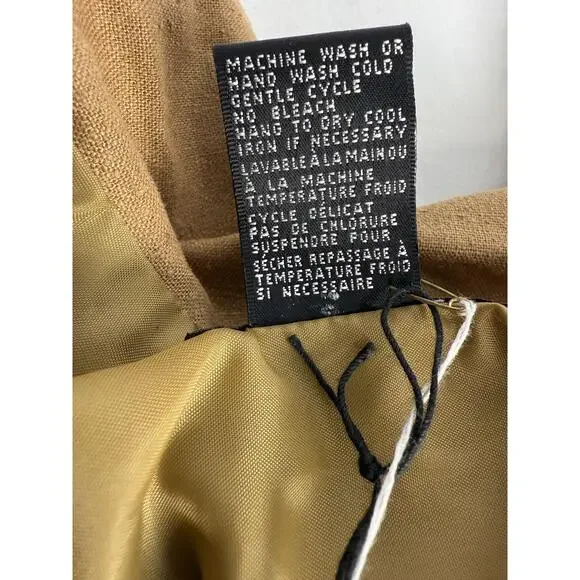 MACHINE WASH OR
HAND WASH COLD
GENTLE CYCLE
NO BLEACH
HANG TO DRY COOL
IRON IF NECESSARY
LAVABLE À LA MAIN OU
À LA MACHINE
TEMPERATURE FROID
CYCLE DÉLICAT
PAS DE CHLORURE
SUSPENDRE POUR
SÉCHER REPASSAGE À
TEMPERATURE FROID
SI NECESSAIRE